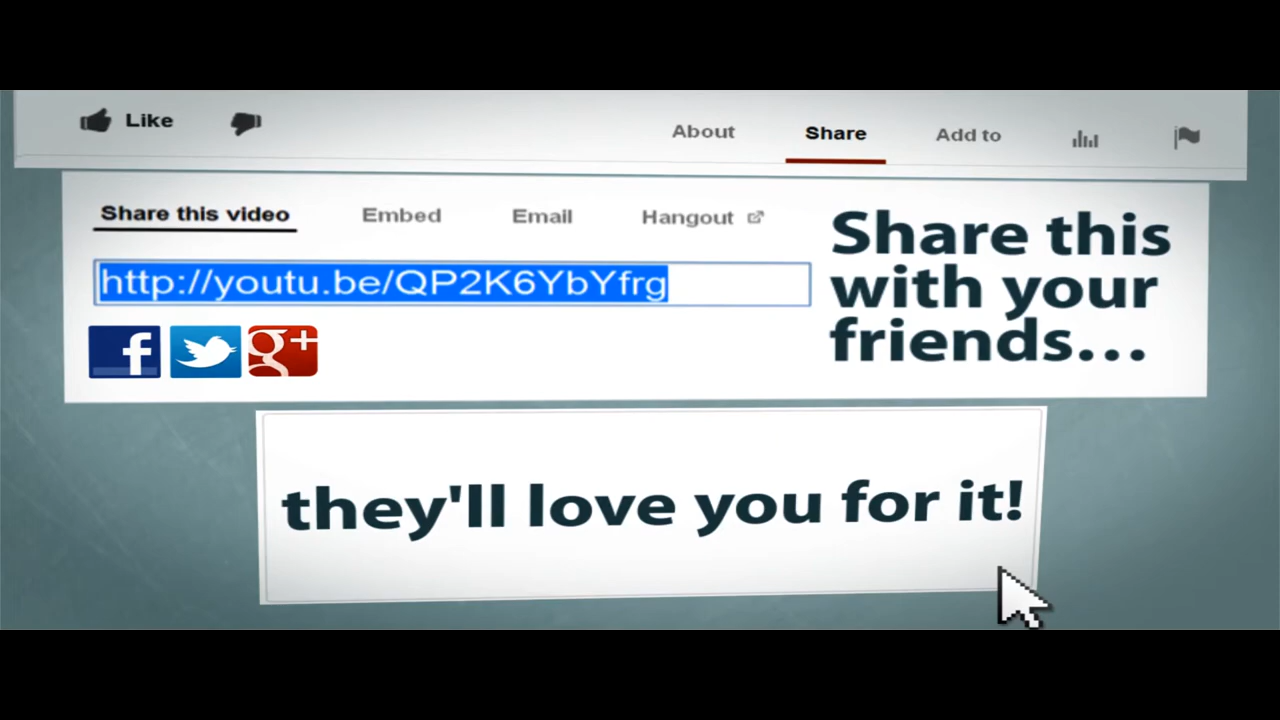 Like
About Share Add to
Share this video Embed Email Hangout
http://youtu.be/QP2K6YbYfrg
f g+
Share this
with your
friends...
they'll love you for it!